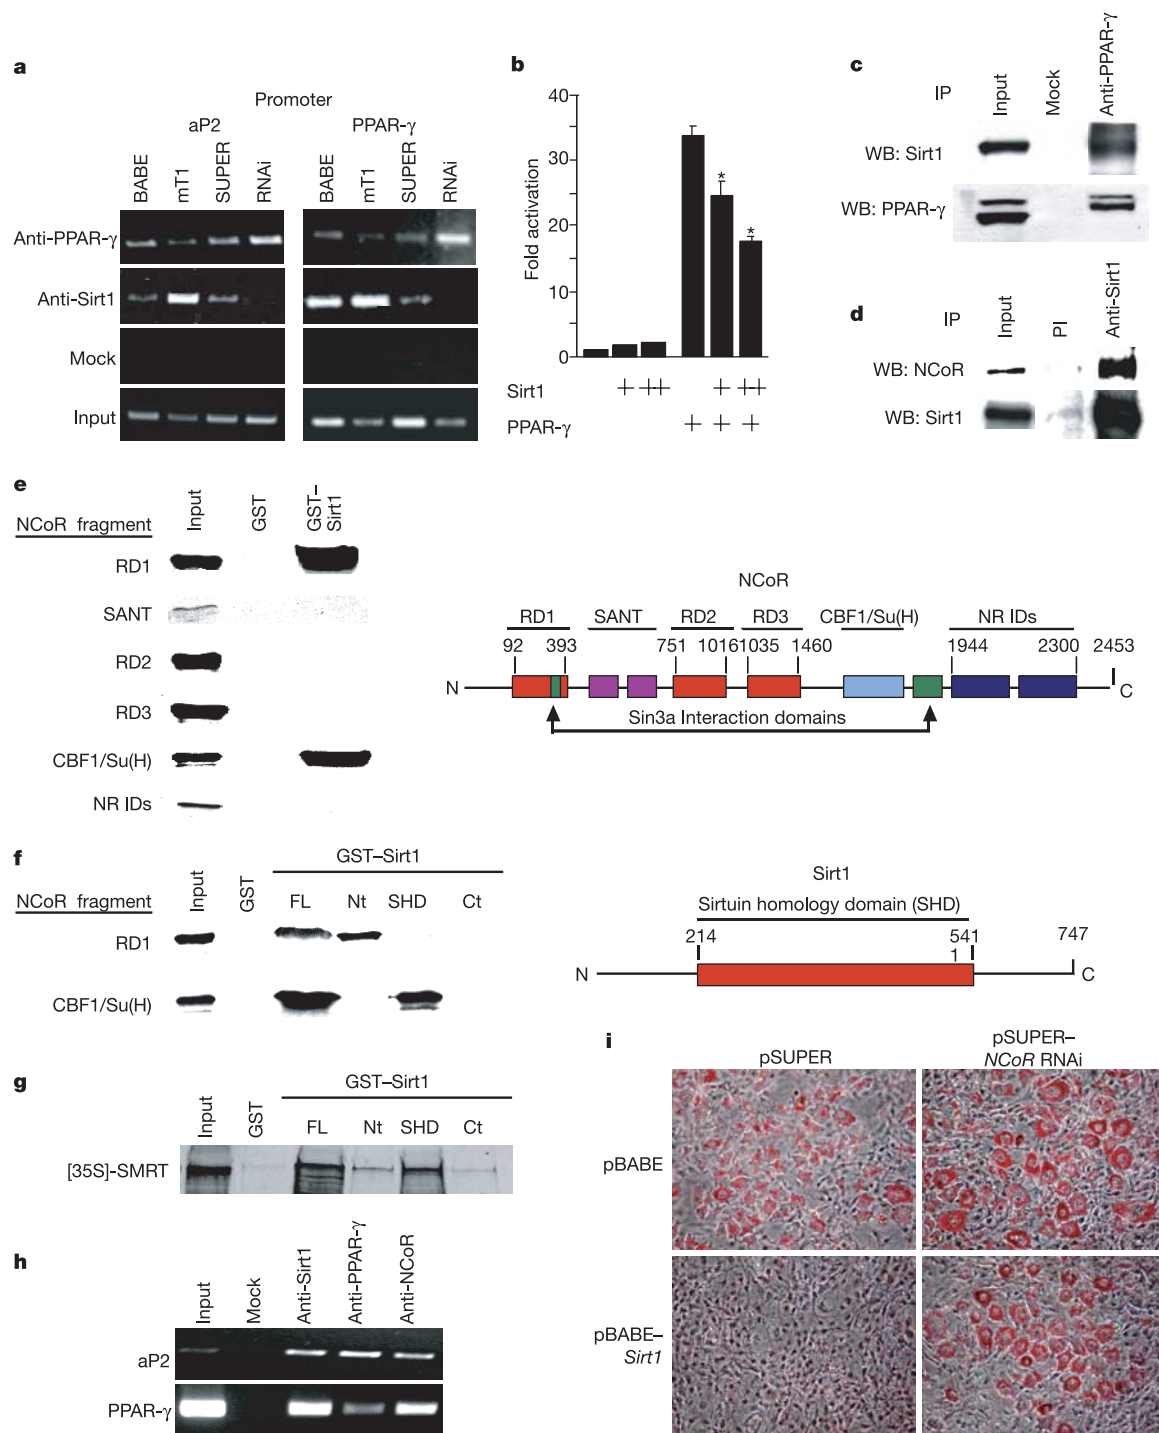 a
Promoter
aP2 PPAR-γ
BABE mT1 SUPER RNAi BABE mT1 SUPER RNAi
Anti-PPAR-γ
Anti-Sirt1
Mock
Input
b
Fold activation
40
30
20
10
0
* *
Sirt1 + ++ + ++
PPAR-γ + + +
c
IP Input Mock Anti-PPAR-γ
WB: Sirt1
WB: PPAR-γ
d
IP Input PI Anti-Sirt1
WB: NCoR
WB: Sirt1
e
NCoR fragment Input GST GST–Sirt1
RD1
SANT
RD2
RD3
CBF1/Su(H)
NR IDs
NCoR
RD1 SANT RD2 RD3 CBF1/Su(H) NR IDs
92 393 751 1016 1035 1460 1944 2300 2453
N C
Sin3a Interaction domains
f
GST–Sirt1
NCoR fragment Input GST FL Nt SHD Ct
RD1
CBF1/Su(H)
Sirt1
Sirtuin homology domain (SHD)
214 541 747
1
N C
g
GST–Sirt1
Input GST FL Nt SHD Ct
[35S]-SMRT
h
Input Mock Anti-Sirt1 Anti-PPAR-γ Anti-NCoR
aP2
PPAR-γ
i
pSUPER pSUPER–
NCoR RNAi
pBABE
pBABE–
Sirt1